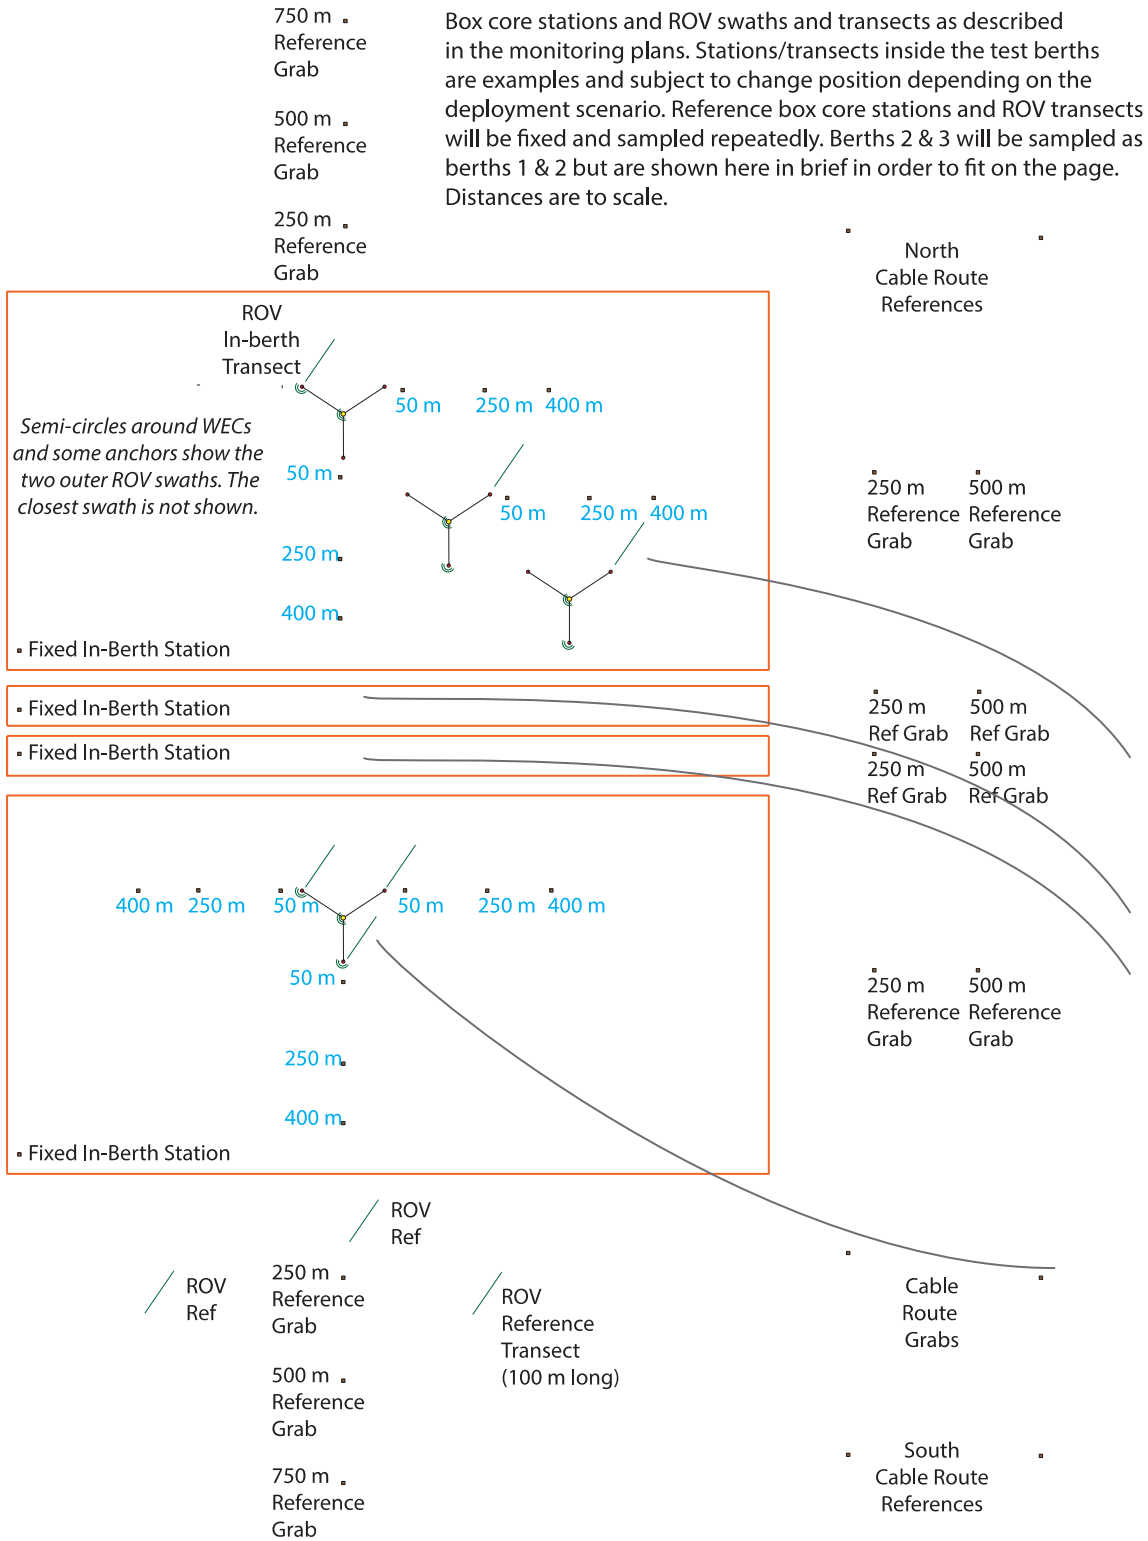 750 m
Reference
Grab
Box core stations and ROV swaths and transects as described
in the monitoring plans. Stations/transects inside the test berths
are examples and subject to change position depending on the
deployment scenario. Reference box core stations and ROV transects
will be fixed and sampled repeatedly. Berths 2 & 3 will be sampled as
berths 1 & 2 but are shown here in brief in order to fit on the page.
Distances are to scale.
500 m
Reference
Grab
250 m
Reference
Grab
North
Cable Route
References
ROV
In-berth
Transect
50 m 250 m 400 m
Semi-circles around WECs
and some anchors show the
two outer ROV swaths. The
closest swath is not shown.
50 m
250 m
400 m
50 m 250 m 400 m
250 m
Reference
Grab
500 m
Reference
Grab
Fixed In-Berth Station
Fixed In-Berth Station
250 m
Ref Grab
500 m
Ref Grab
Fixed In-Berth Station
250 m
Ref Grab
500 m
Ref Grab
400 m 250 m 50 m 50 m 250 m 400 m
50 m
250 m
400 m
250 m
Reference
Grab
500 m
Reference
Grab
Fixed In-Berth Station
ROV
Ref
ROV
Ref
250 m
Reference
Grab
ROV
Reference
Transect
(100 m long)
Cable
Route
Grabs
500 m
Reference
Grab
750 m
Reference
Grab
South
Cable Route
References